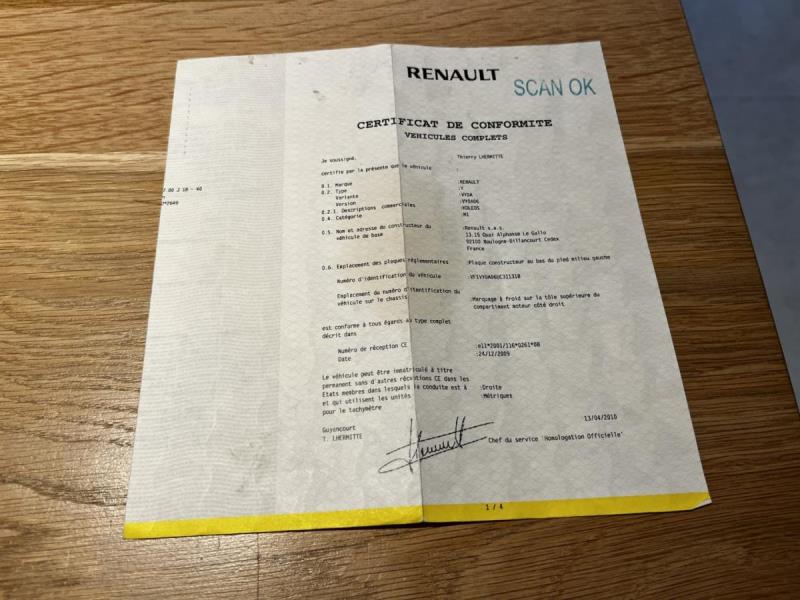 RENAULT
SCAN OK
CERTIFICAT DE CONFORMITE
VEHICULES COMPLETS
Je soussigné, Thierry LHERMITTE
certifie par la présente que le véhicule :
0.1. Marque :RENAULT
0.2. Type :Y
Variante :VY0A
Version
0.2.1. Descriptions commerciales :KOLEOS
0.4. Catégorie :M1
0.5. Nom et adresse du constructeur du :Renault s.a.s.
véhicule de base 13.15 Quai Alphonse Le Gallo
92100 Boulogne-Billancourt Cedex
France
0.6. Emplacement des plaques réglementaires :Plaque constructeur au bas du pied milieu gauche
Numéro d'identification du véhicule
Emplacement du numéro d'identification du :Marquage à froid sur la tôle supérieure du
véhicule sur le chassis compartiment moteur côté droit
est conforme à tous égards au type complet
décrit dans
Numéro de réception CE :e11*2001/116*0261*08
Date :24/12/2009
Le véhicule peut être immatriculé à titre
permanent sans d'autres réceptions CE dans les
Etats membres dans lesquels la conduite est à :Droite
et qui utilisent les unités :Métriques
pour le tachymètre
13/04/2010
Guyancourt
T. LHERMITTE Chef du service 'Homologation Officielle'
1 / 4